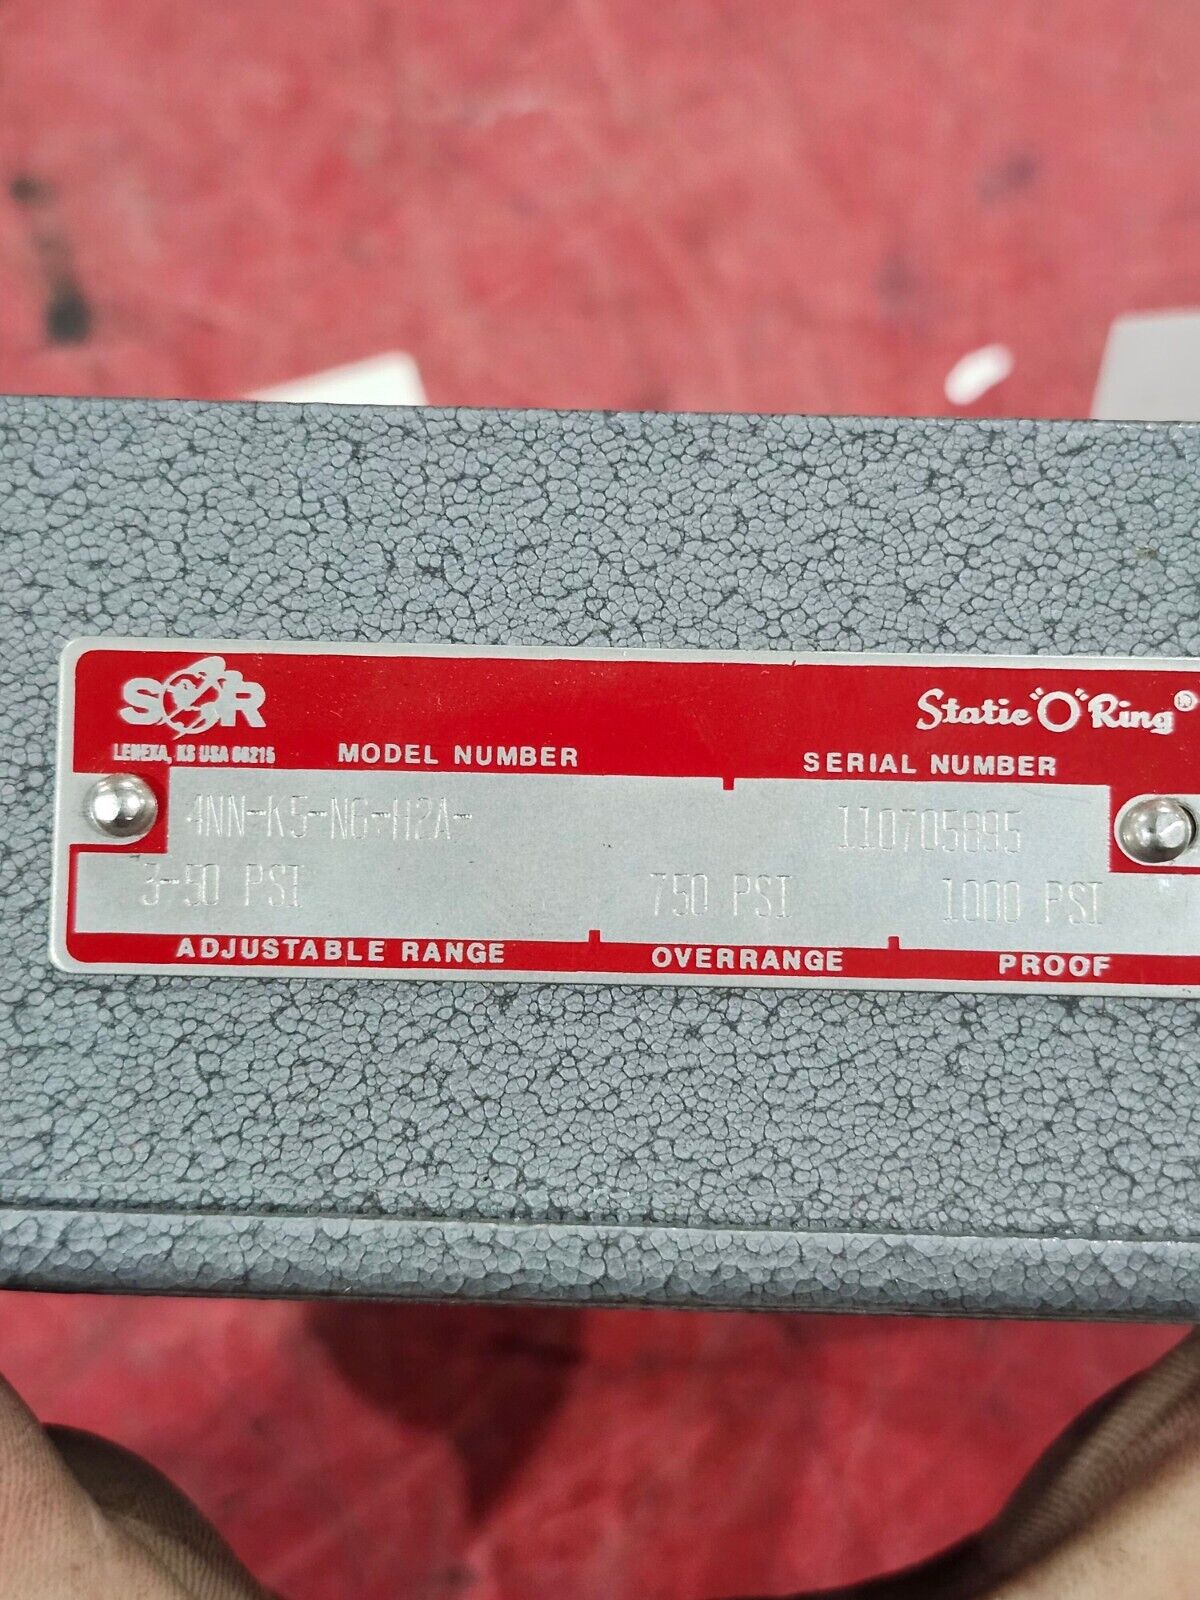 SOR Static "O" Ring®
LENEXA, KS USA 66215 MODEL NUMBER SERIAL NUMBER
4NN-K5-N6-H2A- 110705895
3-50 PSI 750 PSI 1000 PSI
ADJUSTABLE RANGE OVERRANGE PROOF